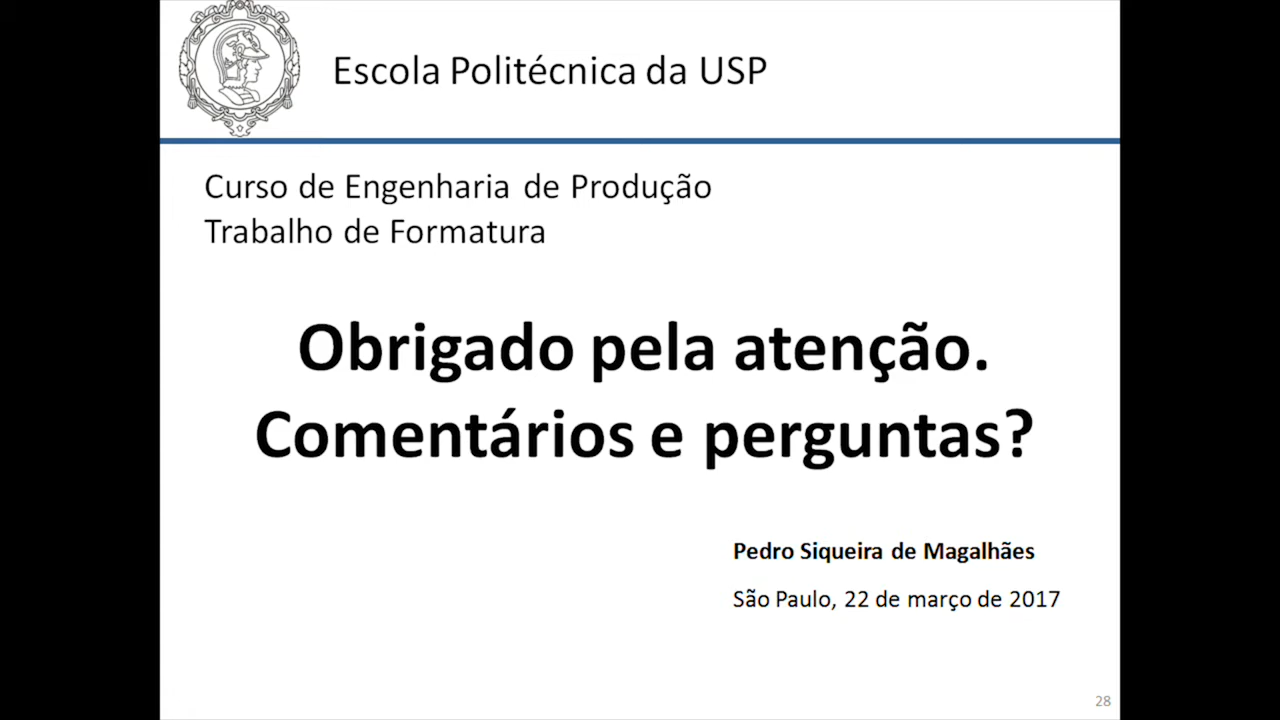 Escola Politécnica da USP
Curso de Engenharia de Produção
Trabalho de Formatura
Obrigado pela atenção.
Comentários e perguntas?
Pedro Siqueira de Magalhães
São Paulo, 22 de março de 2017
28